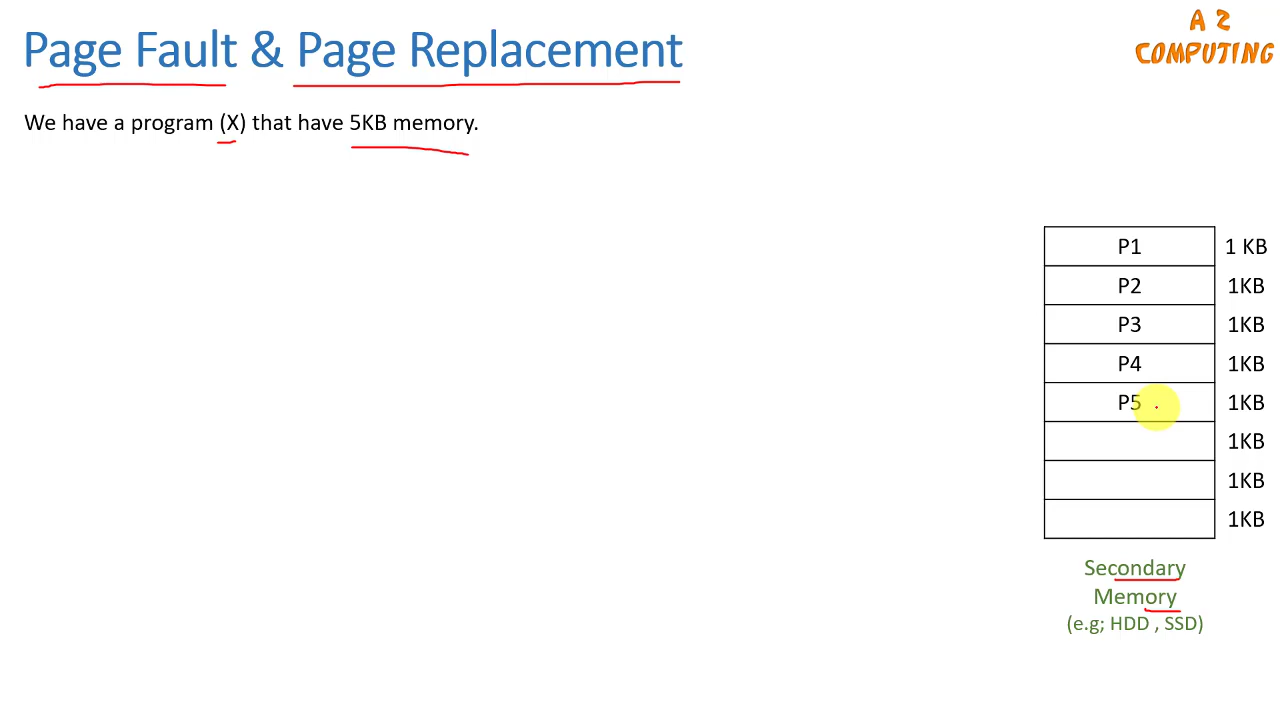 Page Fault & Page Replacement
A 2
COMPUTING
We have a program (X) that have 5KB memory.
P1 1 KB
P2 1KB
P3 1KB
P4 1KB
P5 1KB
1KB
1KB
1KB
Secondary
Memory
(e.g; HDD , SSD)